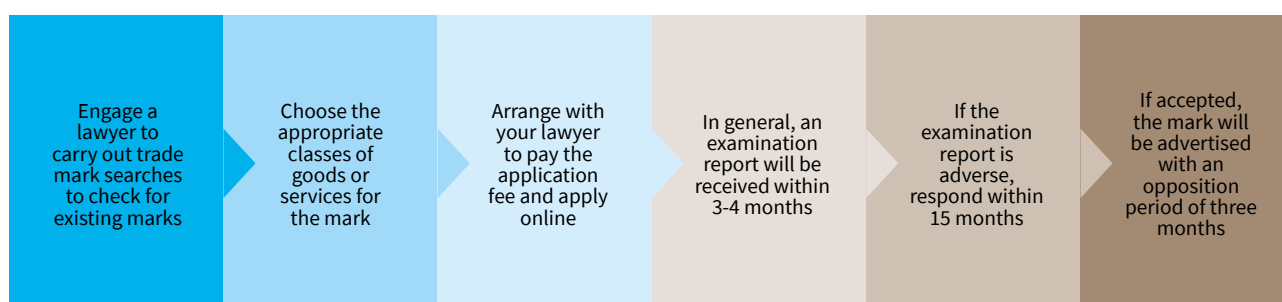 Engage a
lawyer to
carry out trade
mark searches
to check for
existing marks
Choose the
appropriate
classes of
goods or
services for
the mark
Arrange with
your lawyer
to pay the
application
fee and apply
online
In general, an
examination
report will be
received within
3-4 months
If the
examination
report is
adverse,
respond within
15 months
If accepted,
the mark will
be advertised
with an
opposition
period of three
months